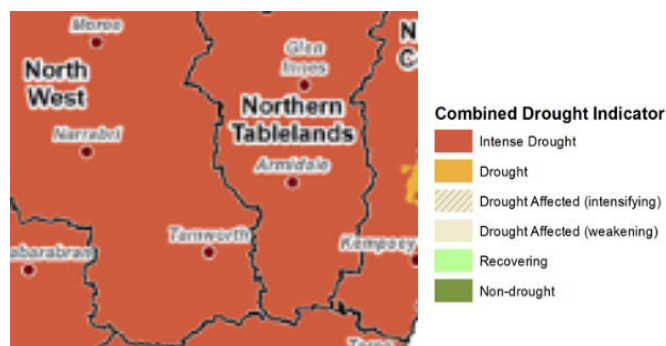 Moree
Glen
Innes
N
C
North
West
Northern
Tablelands
Narrabri
Armidale
Tamworth
Kempsey
abarabran
Taree
Combined Drought Indicator
Intense Drought
Drought
Drought Affected (intensifying)
Drought Affected (weakening)
Recovering
Non-drought